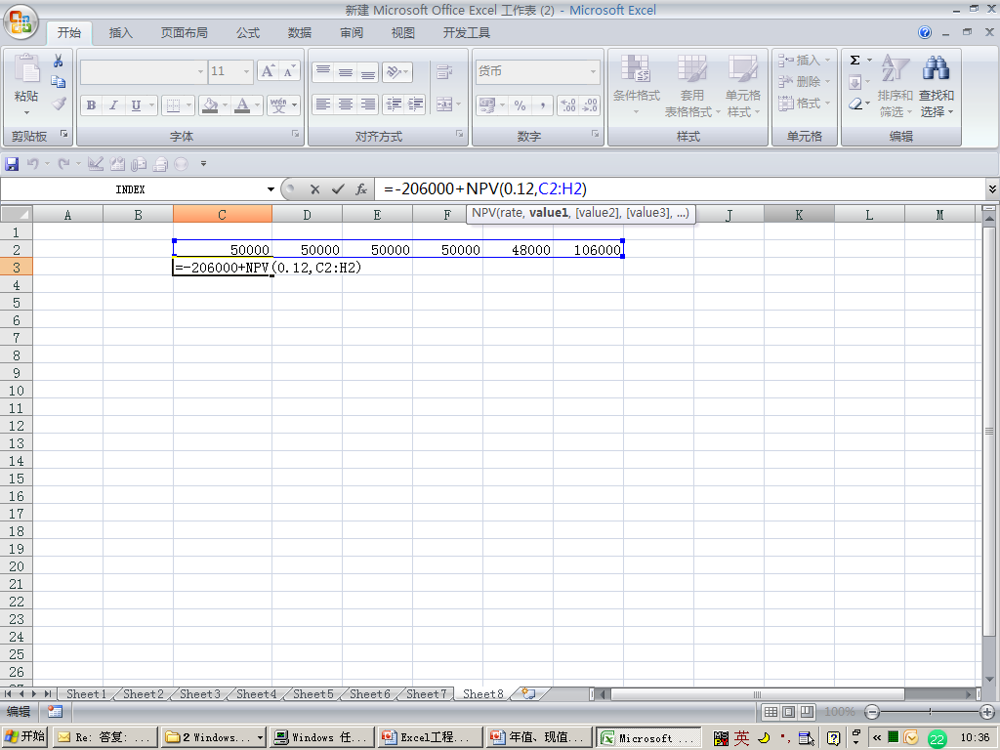 新建 Microsoft Office Excel 工作表 (2) - Microsoft Excel
开始 插入 页面布局 公式 数据 审阅 视图 开发工具
11 A A 货币 插入 Σ
粘贴 条件格式 套用 单元格 删除 排序和 查找和
B I U A wén 文 % , 表格格式 样式 格式 筛选 选择
剪贴板 字体 对齐方式 数字 样式 单元格 编辑
INDEX fx =-206000+NPV(0.12,C2:H2)
NPV(rate, value1, [value2], [value3], ...)
A B C D E F J K L M
1
2 50000 50000 50000 50000 48000 106000
3 =-206000+NPV(0.12,C2:H2)
4
5
6
7
8
9
10
11
12
13
14
15
16
17
18
19
20
21
22
23
24
25
26
27
Sheet1 Sheet2 Sheet3 Sheet4 Sheet5 Sheet6 Sheet7 Sheet8
编辑 100%
开始 Re: 答复: ... 2 Windows... Windows 任... Excel工程... 年值、现值... Microsoft ... 英 22 10:36